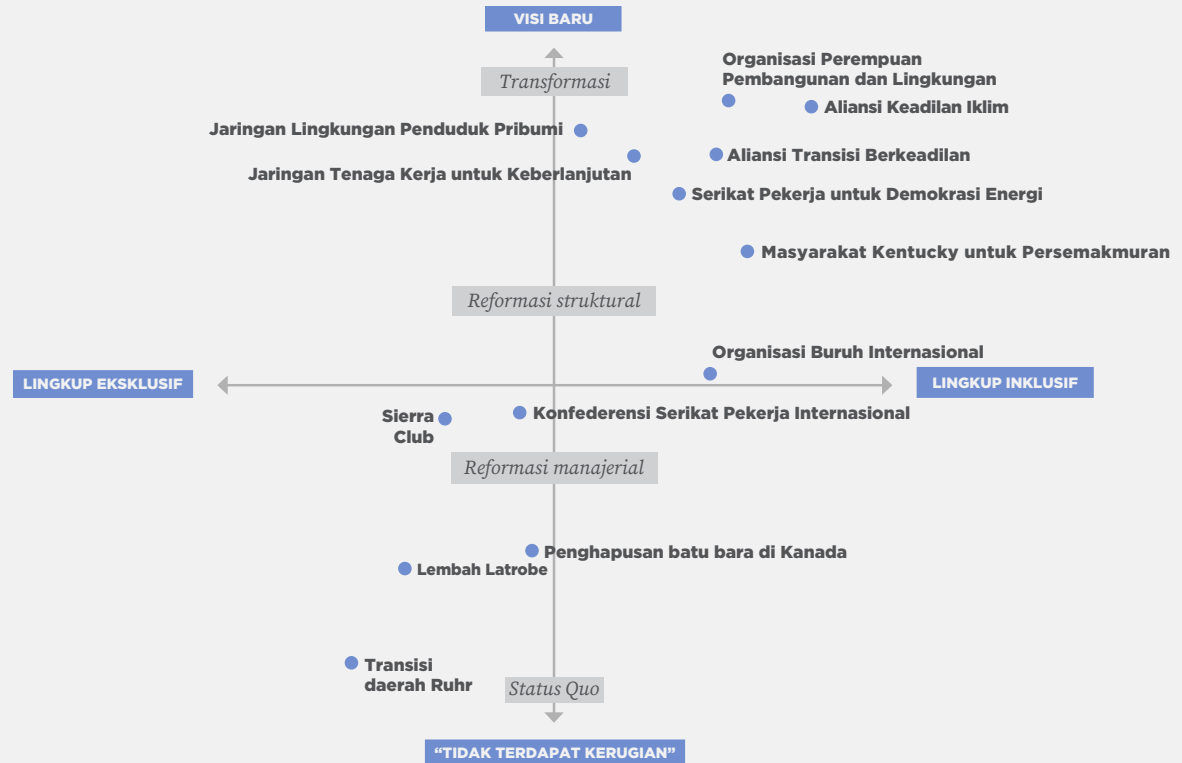 VISI BARU
Transformasi
Organisasi Perempuan
Pembangunan dan Lingkungan
Aliansi Keadilan Iklim
Jaringan Lingkungan Penduduk Pribumi
Aliansi Transisi Berkeadilan
Jaringan Tenaga Kerja untuk Keberlanjutan
Serikat Pekerja untuk Demokrasi Energi
Masyarakat Kentucky untuk Persemakmuran
Reformasi struktural
Organisasi Buruh Internasional
LINGKUP EKSKLUSIF
LINGKUP INKLUSIF
Sierra
Club
Konfederensi Serikat Pekerja Internasional
Reformasi manajerial
Penghapusan batu bara di Kanada
Lembah Latrobe
Transisi
daerah Ruhr
Status Quo
“TIDAK TERDAPAT KERUGIAN”